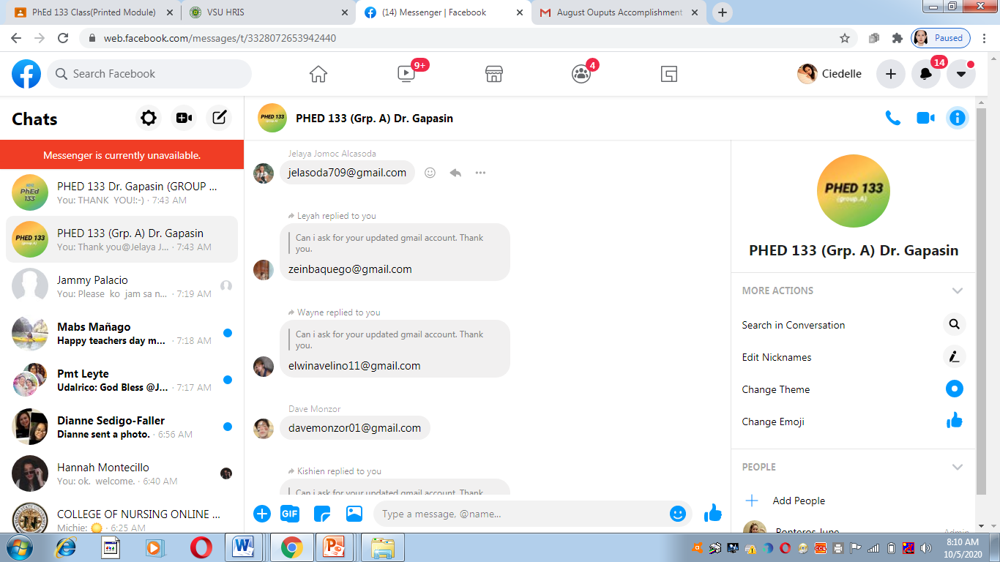 PhEd 133 Class(Printed Module)
VSU HRIS
(14) Messenger | Facebook
August Ouputs Accomplishment
web.facebook.com/messages/t/3328072653942440
Paused
Search Facebook
9+
4
Ciedelle
14
Chats
PHED 133
PHED 133 (Grp. A) Dr. Gapasin
Messenger is currently unavailable.
PhEd
133
PHED 133 Dr. Gapasin (GROUP ...
You: THANK YOU!:-) · 7:43 AM
PHED 133
PHED 133 (Grp. A) Dr. Gapasin
You: Thank you@Jelaya J... · 7:43 AM
Jammy Palacio
You: Please ko jam sa n... · 7:19 AM
Mabs Mañago
Happy teachers day m... · 7:18 AM
Pmt Leyte
Udalrico: God Bless @J... · 7:17 AM
Dianne Sedigo-Faller
Dianne sent a photo. · 6:56 AM
Hannah Montecillo
You: ok. welcome. · 6:40 AM
COLLEGE OF NURSING ONLINE ...
Michie: 🌞 · 6:25 AM
Jelaya Jomoc Alcasoda
jelasoda709@gmail.com
Leyah replied to you
Can i ask for your updated gmail account. Thank
you.
zeinbaquego@gmail.com
Wayne replied to you
Can i ask for your updated gmail account. Thank
you.
elwinavelino11@gmail.com
Dave Monzor
davemonzor01@gmail.com
Kishien replied to you
Can i ask for your updated gmail account. Thank
GIF
Type a message, @name...
PHED 133
(group.A)
PHED 133 (Grp. A) Dr. Gapasin
MORE ACTIONS
Search in Conversation
Edit Nicknames
Change Theme
Change Emoji
PEOPLE
Add People
Ponteros June
Admin
8:10 AM
10/5/2020